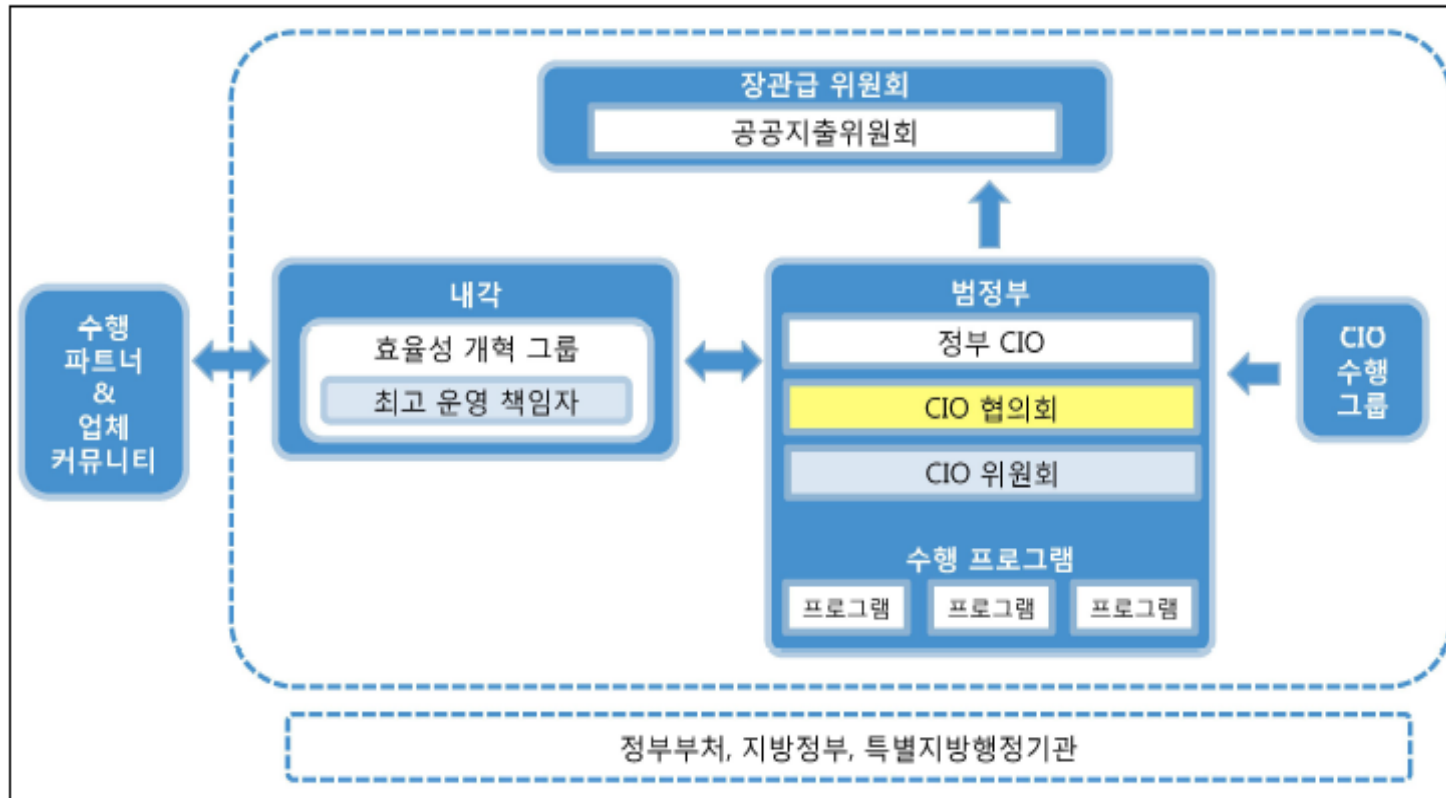 장관급 위원회
공공지출위원회
수행
파트너
&
업체
커뮤니티
내각
효율성 개혁 그룹
최고 운영 책임자
범정부
정부 CIO
CIO 협의회
CIO 위원회
수행 프로그램
프로그램
프로그램
프로그램
CIO
수행
그룹
정부부처, 지방정부, 특별지방행정기관